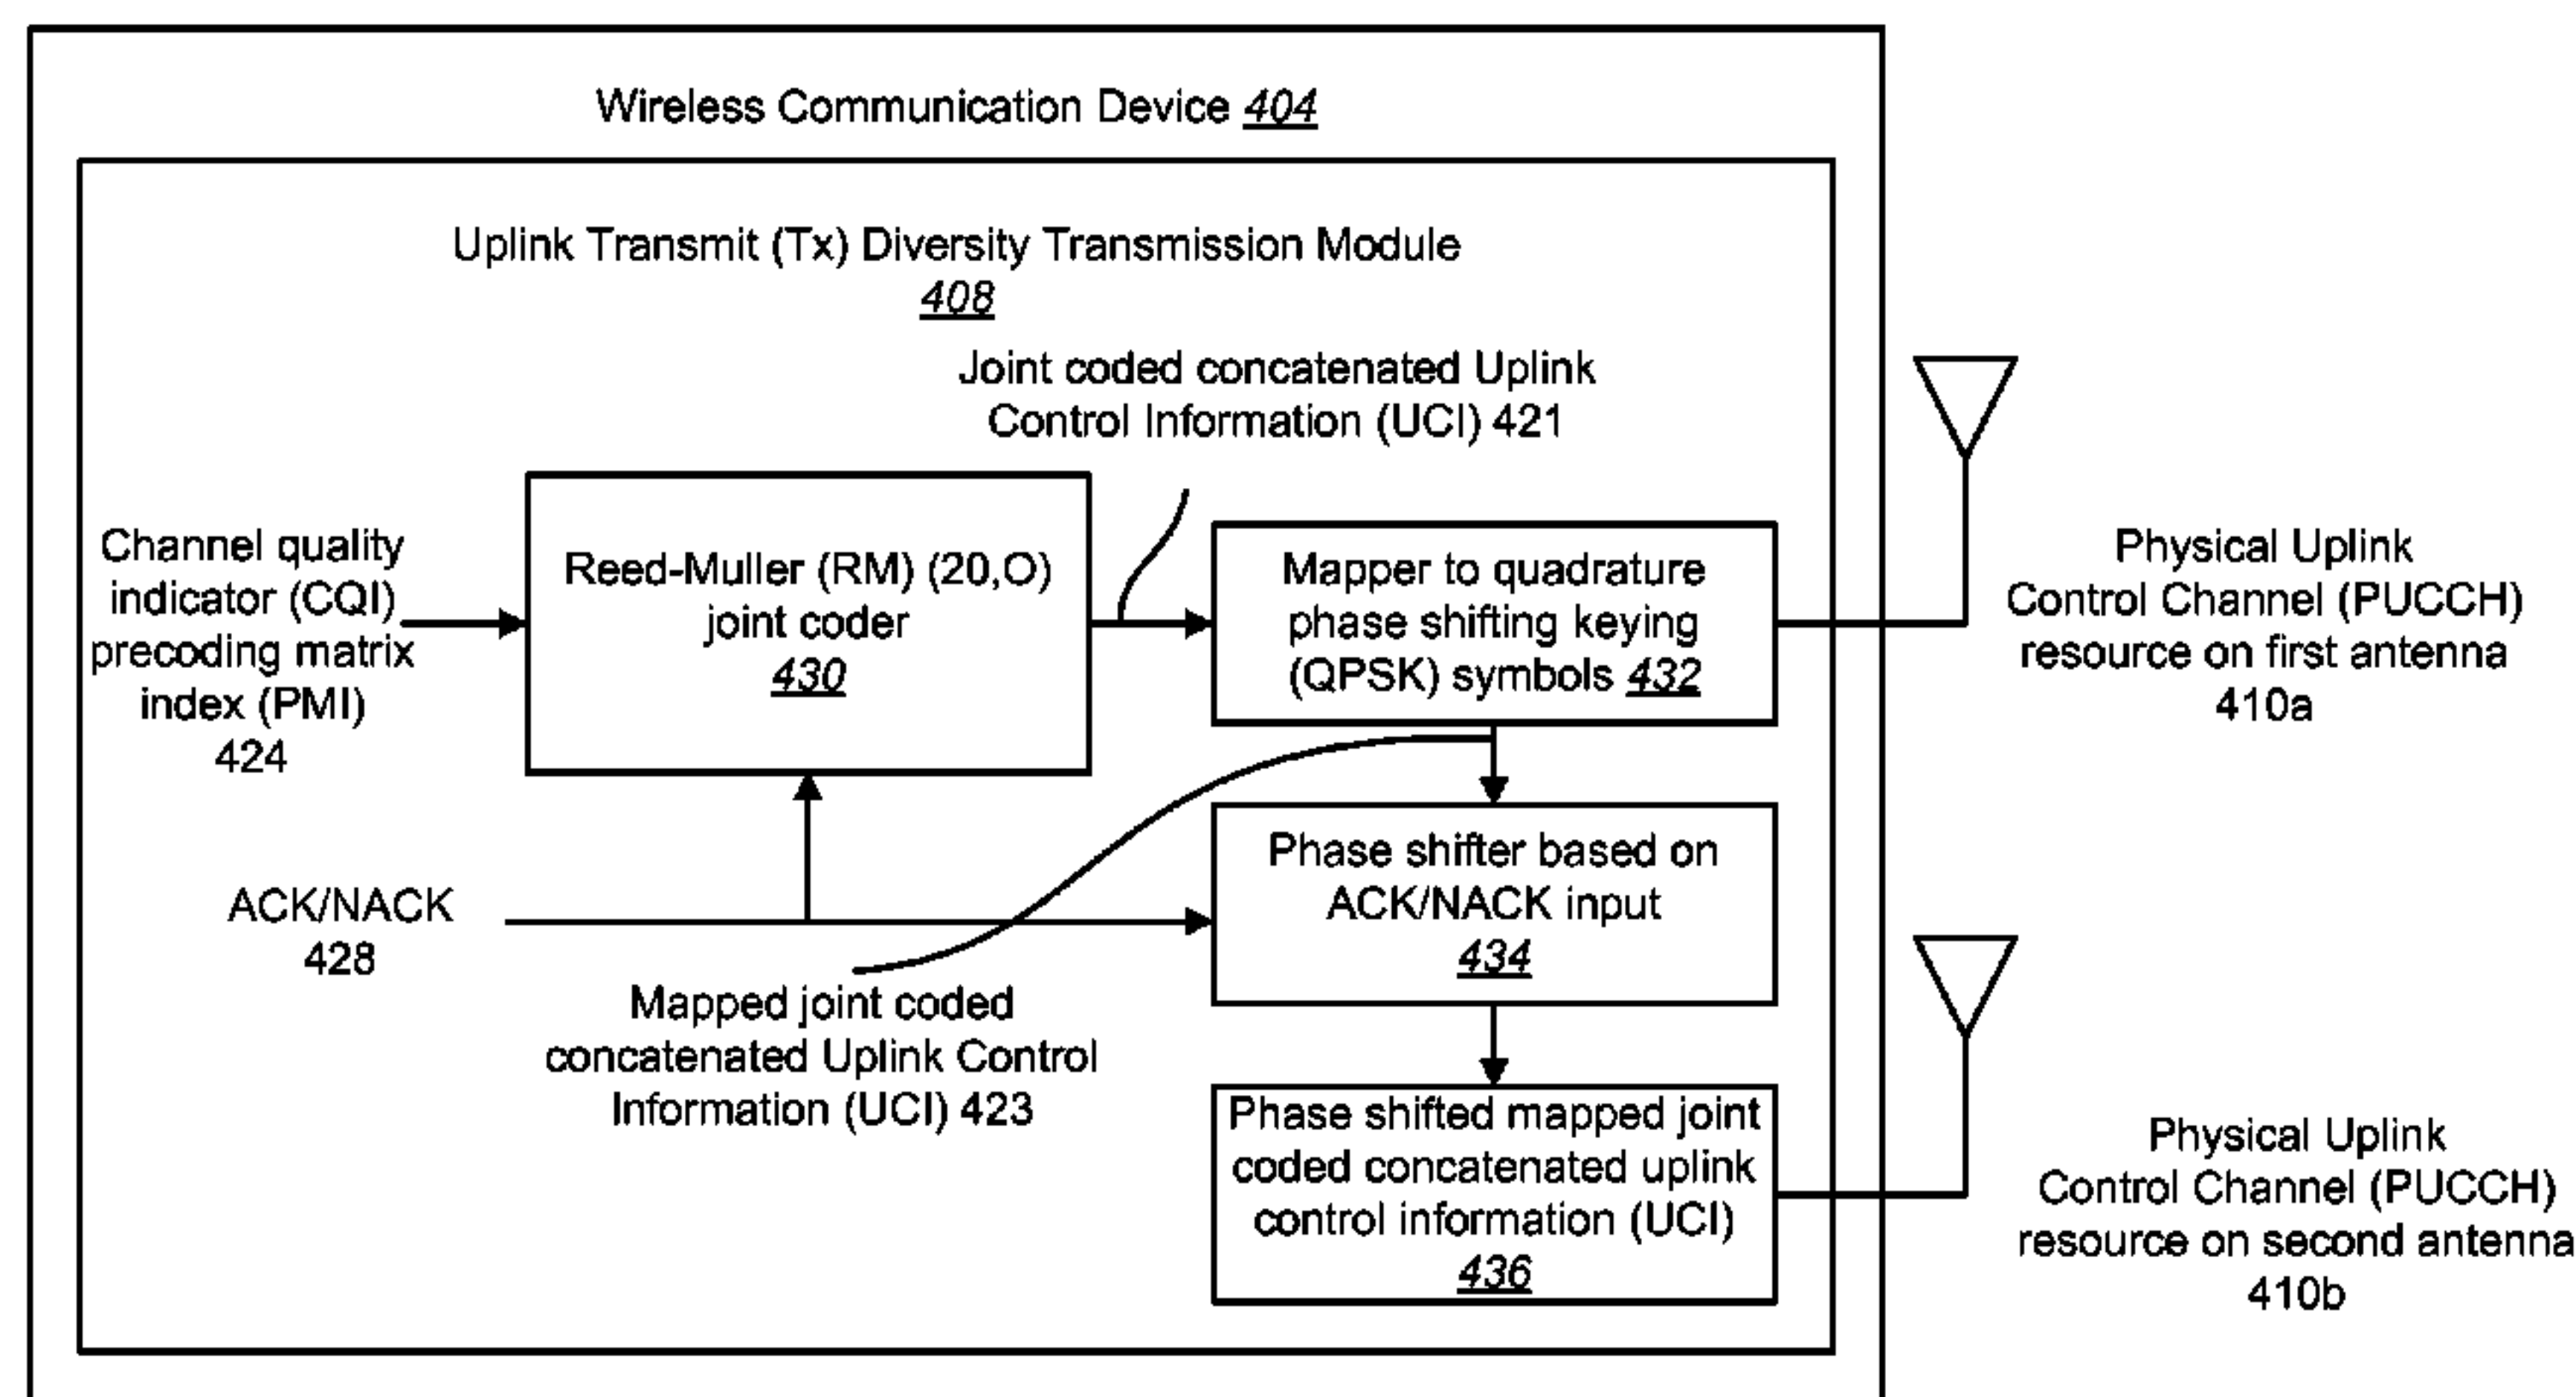 Wireless Communication Device 404
Uplink Transmit (Tx) Diversity Transmission Module
408
Joint coded concatenated Uplink
Control Information (UCI) 421
Channel quality
indicator (CQI)
precoding matrix
index (PMI)
424
Reed-Muller (RM) (20,O)
joint coder
430
Mapper to quadrature
phase shifting keying
(QPSK) symbols 432
Physical Uplink
Control Channel (PUCCH)
resource on first antenna
410a
ACK/NACK
428
Phase shifter based on
ACK/NACK input
434
Mapped joint coded
concatenated Uplink Control
Information (UCI) 423
Phase shifted mapped joint
coded concatenated uplink
control information (UCI)
436
Physical Uplink
Control Channel (PUCCH)
resource on second antenna
410b